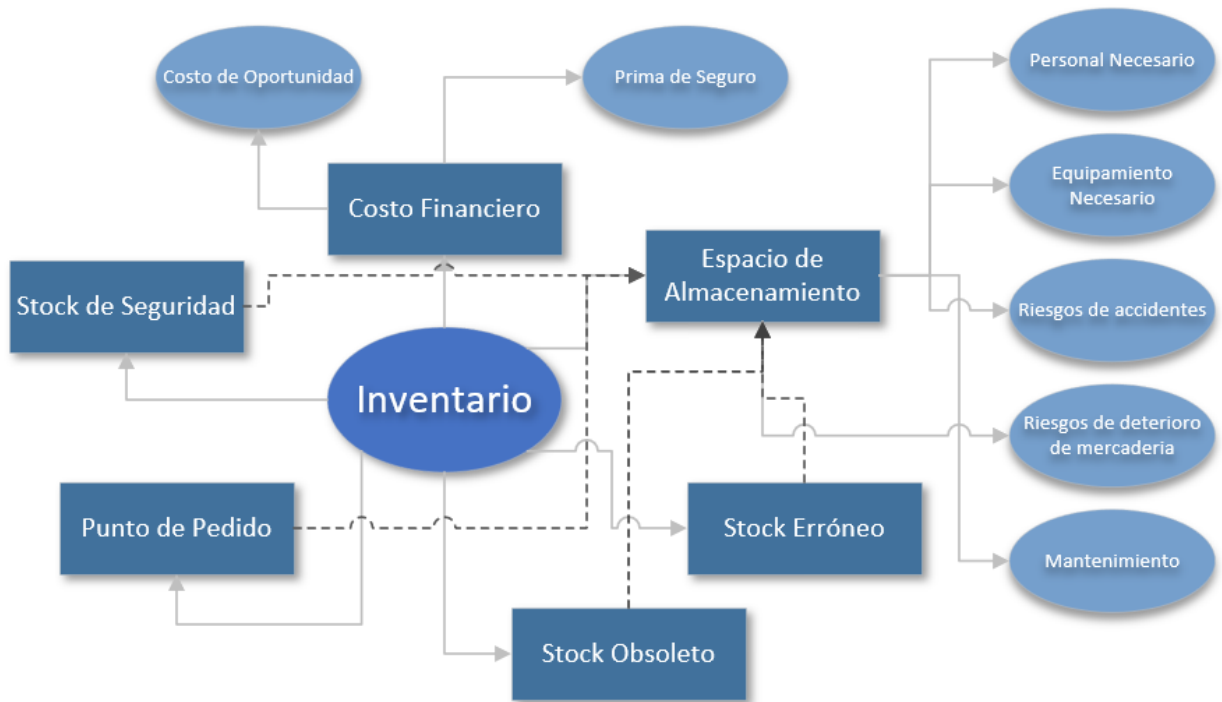 Costo de Oportunidad
Prima de Seguro
Personal Necesario
Equipamiento
Necesario
Costo Financiero
Espacio de
Almacenamiento
Stock de Seguridad
Riesgos de accidentes
Inventario
Riesgos de deterioro
de mercaderia
Punto de Pedido
Stock Erróneo
Mantenimiento
Stock Obsoleto